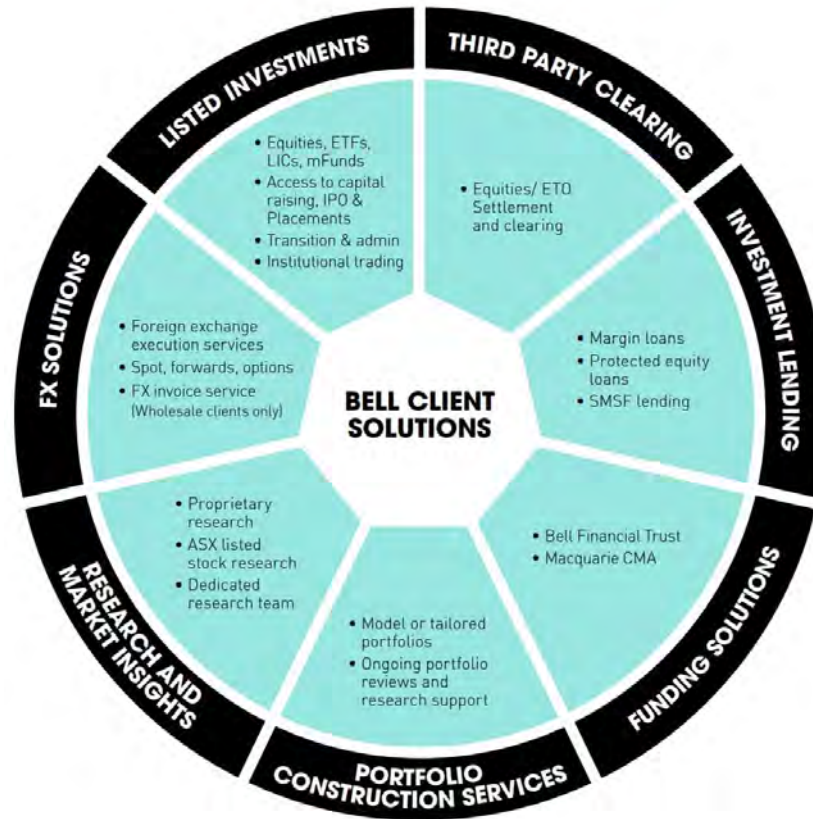 BELL CLIENT
SOLUTIONS
LISTED INVESTMENTS
• Equities, ETFs,
LICs, mFunds
• Access to capital
raising, IPO &
Placements
• Transition & admin
• Institutional trading
THIRD PARTY CLEARING
• Equities/ ETO
Settlement
and clearing
INVESTMENT LENDING
• Margin loans
• Protected equity
loans
• SMSF lending
FUNDING SOLUTIONS
• Bell Financial Trust
• Macquarie CMA
PORTFOLIO
CONSTRUCTION SERVICES
• Model or tailored
portfolios
• Ongoing portfolio
reviews and
research support
RESEARCH AND
MARKET INSIGHTS
• Proprietary
research
• ASX listed
stock research
• Dedicated
research team
FX SOLUTIONS
• Foreign exchange
execution services
• Spot, forwards, options
• FX invoice service
(Wholesale clients only)